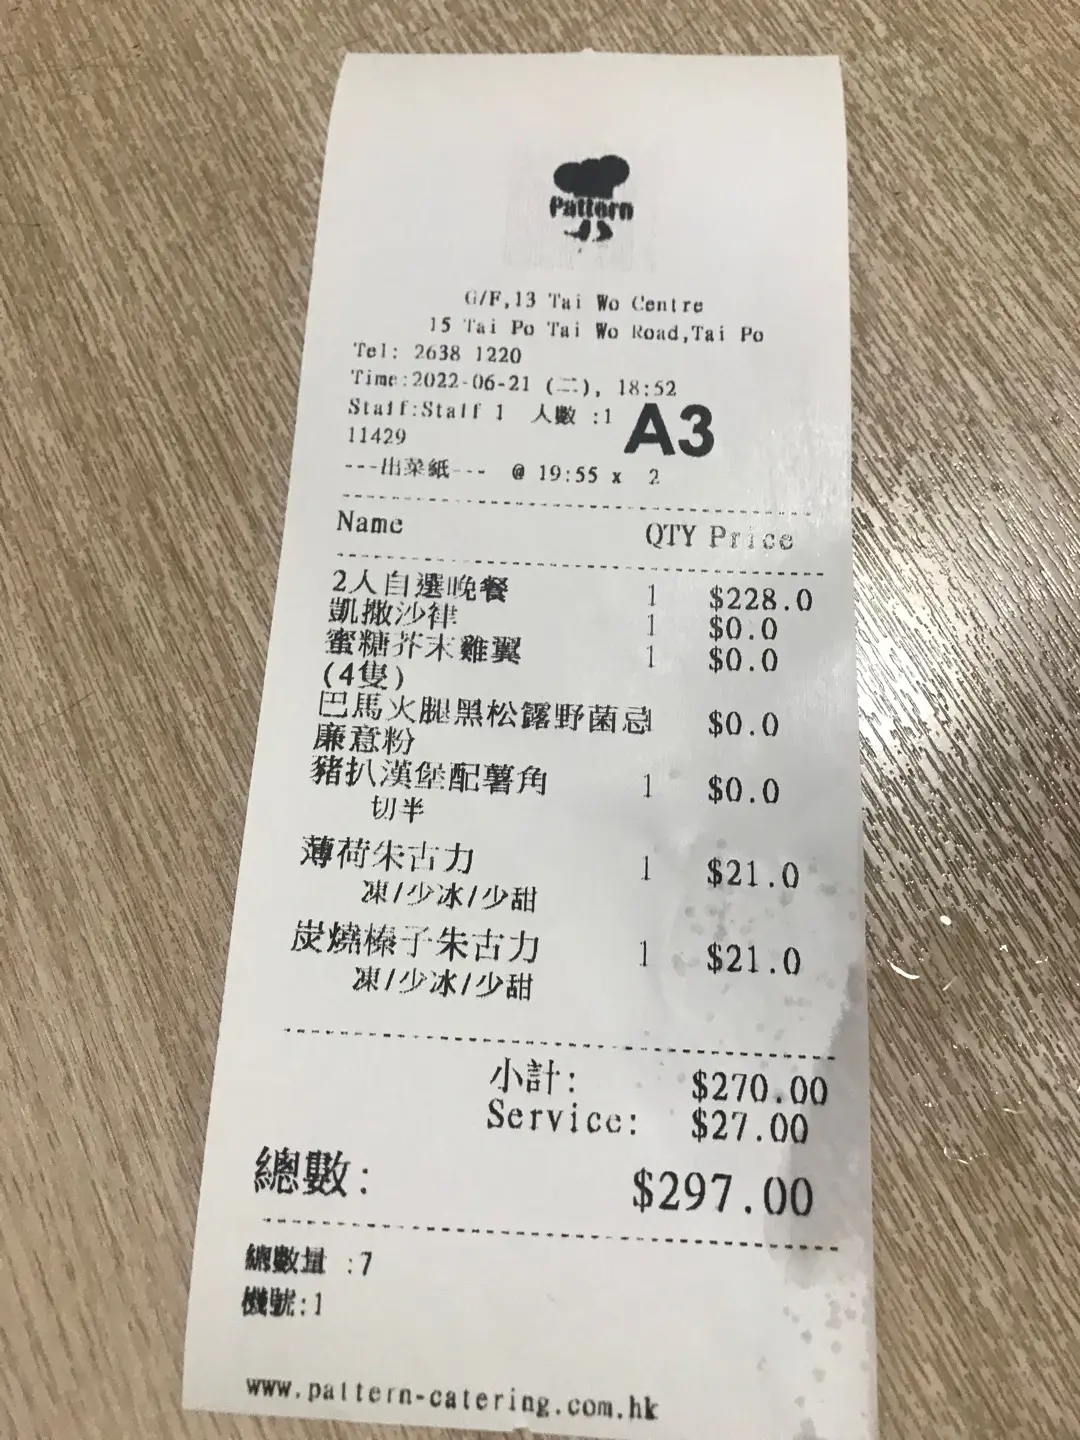 Pattern
G/F,13 Tai Wo Centre
15 Tai Po Tai Wo Road,Tai Po
Tel: 2638 1220
Time:2022-06-21 (二), 18:52
Staff:Staff 1 人數 :1 A3
11429
---出菜紙--- @ 19:55 x 2
Name QTY Price
2人自選晚餐 1 $228.0
凱撒沙律 1 $0.0
蜜糖芥末雞翼 1 $0.0
(4隻)
巴馬火腿黑松露野菌忌 1 $0.0
廉意粉
豬扒漢堡配薯角 1 $0.0
切半
薄荷朱古力 1 $21.0
凍/少冰/少甜
炭燒榛子朱古力 1 $21.0
凍/少冰/少甜
小計: $270.00
Service: $27.00
總數: $297.00
總數量 :7
機號:1
www.pattern-catering.com.hk